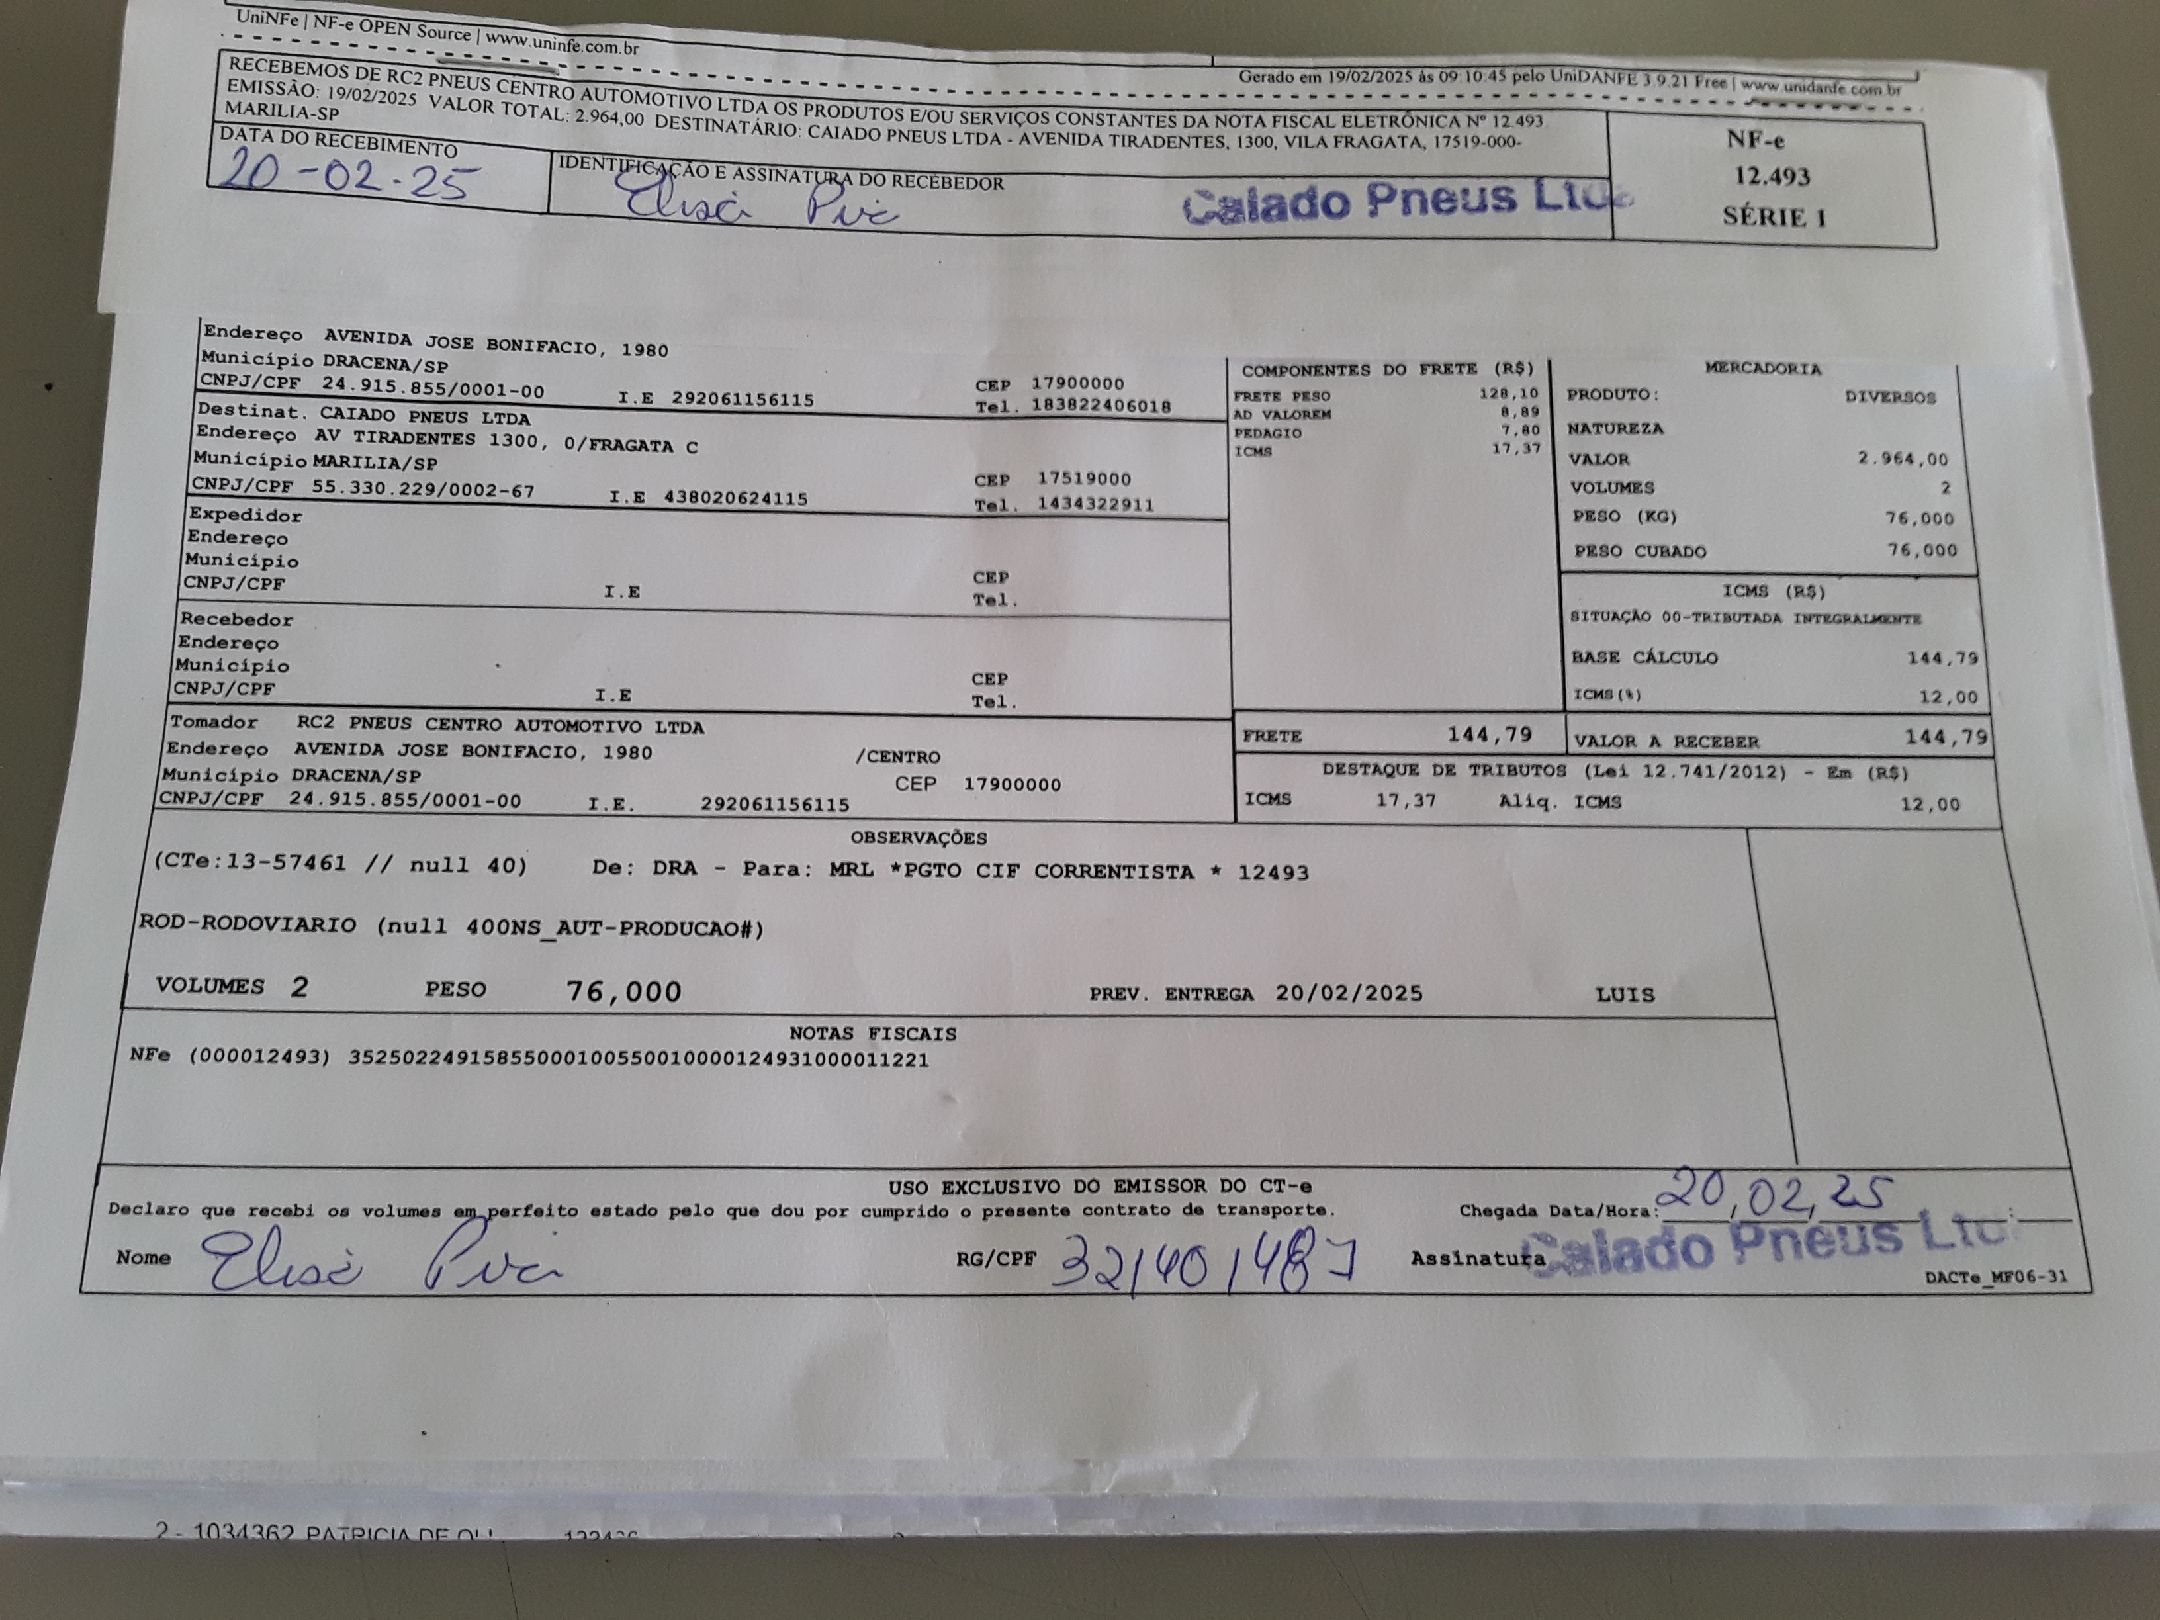 UniNFe | NF-e OPEN Source | www.uninfe.com.br
Gerado em 19/02/2025 às 09:10:45 pelo UniDANFE 3.9.21 Free | www.unidanfe.com.br
RECEBEMOS DE RC2 PNEUS CENTRO AUTOMOTIVO LTDA OS PRODUTOS E/OU SERVIÇOS CONSTANTES DA NOTA FISCAL ELETRÔNICA Nº 12.493
EMISSÃO: 19/02/2025 VALOR TOTAL: 2.964,00 DESTINATÁRIO: CAIADO PNEUS LTDA - AVENIDA TIRADENTES, 1300, VILA FRAGATA, 17519-000-
MARILIA-SP
NF-e
12.493
SÉRIE 1
DATA DO RECEBIMENTO
20-02-25
IDENTIFICAÇÃO E ASSINATURA DO RECEBEDOR
Caiado Pneus Ltda
Endereço AVENIDA JOSE BONIFACIO, 1980
Município DRACENA/SP CEP 17900000
CNPJ/CPF 24.915.855/0001-00 I.E 292061156115 Tel. 183822406018
Destinat. CAIADO PNEUS LTDA
Endereço AV TIRADENTES 1300, 0/FRAGATA C
Município MARILIA/SP CEP 17519000
CNPJ/CPF 55.330.229/0002-67 I.E 438020624115 Tel. 1434322911
Expedidor
Endereço
Município CEP
CNPJ/CPF I.E Tel.
Recebedor
Endereço
Município CEP
CNPJ/CPF I.E Tel.
Tomador RC2 PNEUS CENTRO AUTOMOTIVO LTDA
Endereço AVENIDA JOSE BONIFACIO, 1980 /CENTRO
Município DRACENA/SP CEP 17900000
CNPJ/CPF 24.915.855/0001-00 I.E. 292061156115
COMPONENTES DO FRETE (R$)
FRETE PESO 128,10
AD VALOREM 8,89
PEDAGIO 7,80
ICMS 17,37
FRETE 144,79
MERCADORIA
PRODUTO: DIVERSOS
NATUREZA
VALOR 2.964,00
VOLUMES 2
PESO (KG) 76,000
PESO CUBADO 76,000
ICMS (R$)
SITUAÇÃO 00-TRIBUTADA INTEGRALMENTE
BASE CÁLCULO 144,79
ICMS(%) 12,00
VALOR A RECEBER 144,79
DESTAQUE DE TRIBUTOS (Lei 12.741/2012) - Em (R$)
ICMS 17,37 Aliq. ICMS 12,00
OBSERVAÇÕES
(CTe:13-57461 // null 40) De: DRA - Para: MRL *PGTO CIF CORRENTISTA * 12493
ROD-RODOVIARIO (null 400NS_AUT-PRODUCAO#)
VOLUMES 2 PESO 76,000 PREV. ENTREGA 20/02/2025 LUIS
NOTAS FISCAIS
NFe (000012493) 35250224915855000100550010000124931000011221
USO EXCLUSIVO DO EMISSOR DO CT-e
Declaro que recebi os volumes em perfeito estado pelo que dou por cumprido o presente contrato de transporte. Chegada Data/Hora: 20,02,25
Nome RG/CPF Assinatura Caiado Pneus Ltd
DACTe_MF06-31
2 - 1034362 PATRICIA DE